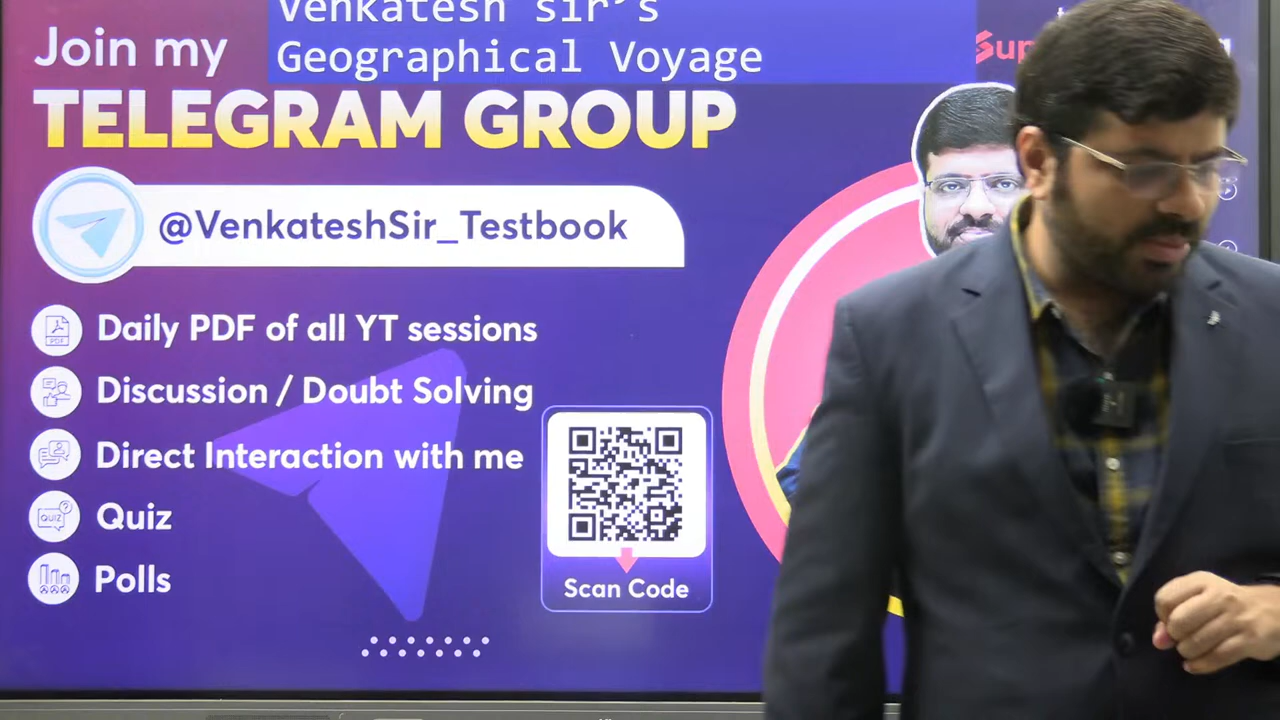 Venkatesh sir's
Geographical Voyage
Join my
TELEGRAM GROUP
@VenkateshSir_Testbook
Daily PDF of all YT sessions
Discussion / Doubt Solving
Direct Interaction with me
Quiz
Polls
Scan Code